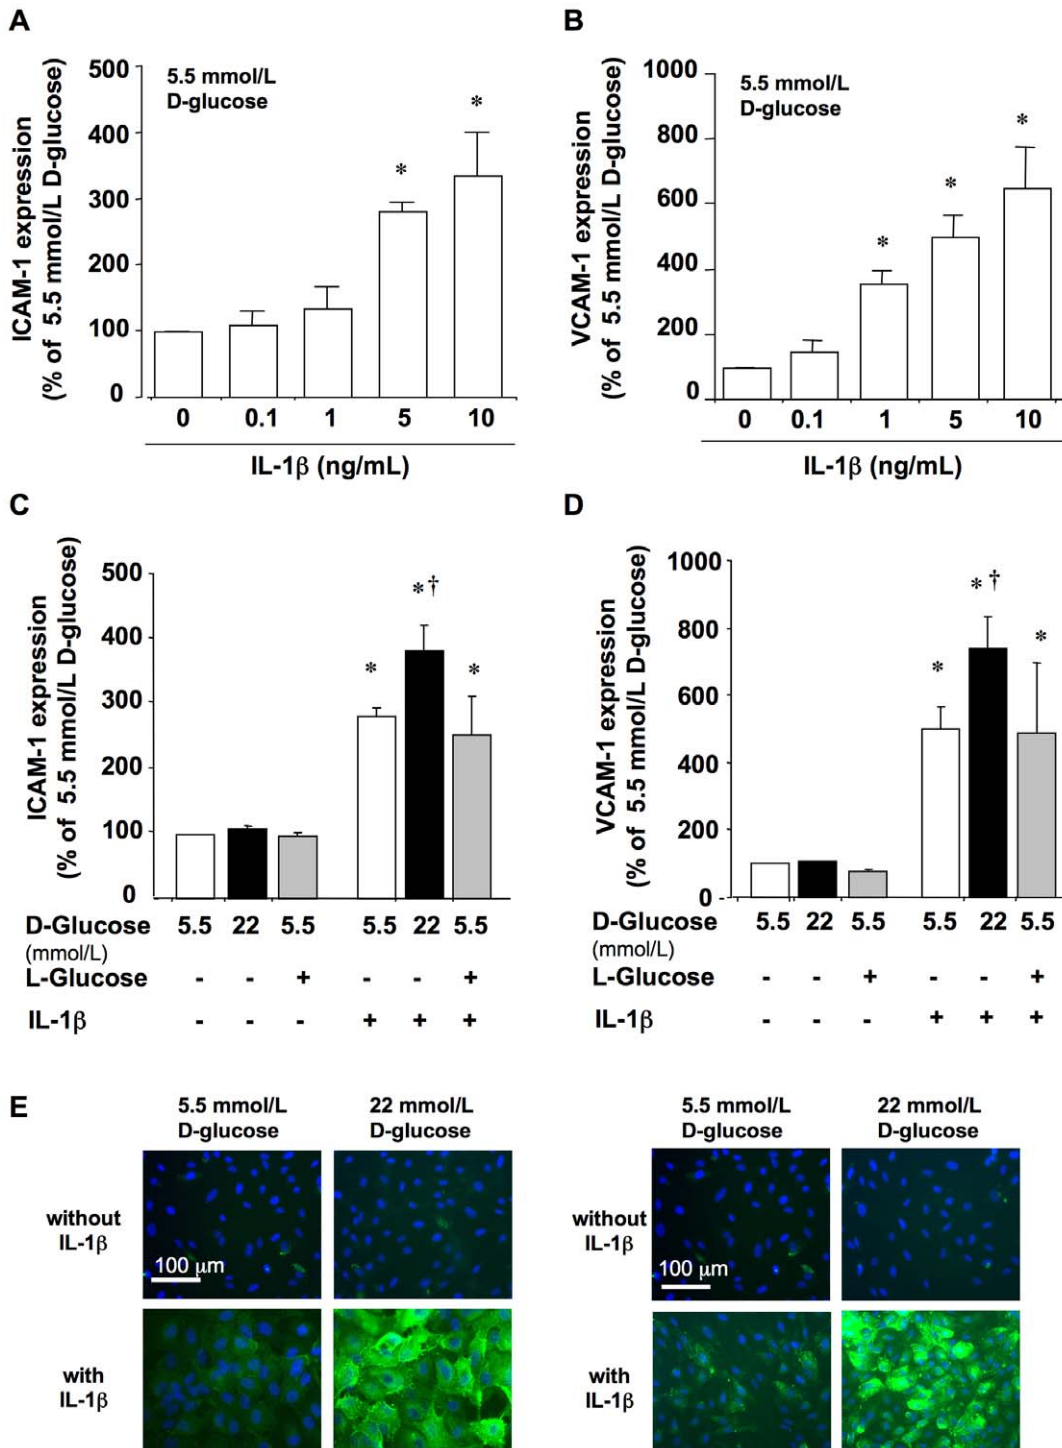 A
ICAM-1 expression
(% of 5.5 mmol/L D-glucose)
500
400
300
200
100
0
5.5 mmol/L
D-glucose
*
*
0 0.1 1 5 10
IL-1β (ng/mL)
B
VCAM-1 expression
(% of 5.5 mmol/L D-glucose)
1000
800
600
400
200
0
5.5 mmol/L
D-glucose
*
*
*
0 0.1 1 5 10
IL-1β (ng/mL)
C
ICAM-1 expression
(% of 5.5 mmol/L D-glucose)
500
400
300
200
100
0
*
*†
*
D-Glucose 5.5 22 5.5 5.5 22 5.5
(mmol/L)
L-Glucose - - + - - +
IL-1β - - - + + +
D
VCAM-1 expression
(% of 5.5 mmol/L D-glucose)
1000
800
600
400
200
0
*
*†
*
D-Glucose 5.5 22 5.5 5.5 22 5.5
(mmol/L)
L-Glucose - - + - - +
IL-1β - - - + + +
E
5.5 mmol/L
D-glucose
22 mmol/L
D-glucose
without
IL-1β
100 μm
with
IL-1β
5.5 mmol/L
D-glucose
22 mmol/L
D-glucose
without
IL-1β
100 μm
with
IL-1β